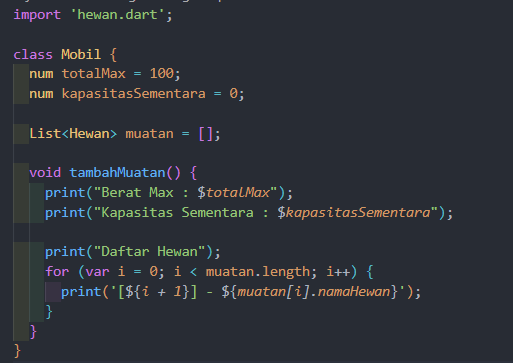 import 'hewan.dart';
class Mobil {
num totalMax = 100;
num kapasitasSementara = 0;
List<Hewan> muatan = [];
void tambahMuatan() {
print("Berat Max : $totalMax");
print("Kapasitas Sementara : $kapasitasSementara");
print("Daftar Hewan");
for (var i = 0; i < muatan.length; i++) {
print('[${i + 1}] - ${muatan[i].namaHewan}');
}
}
}